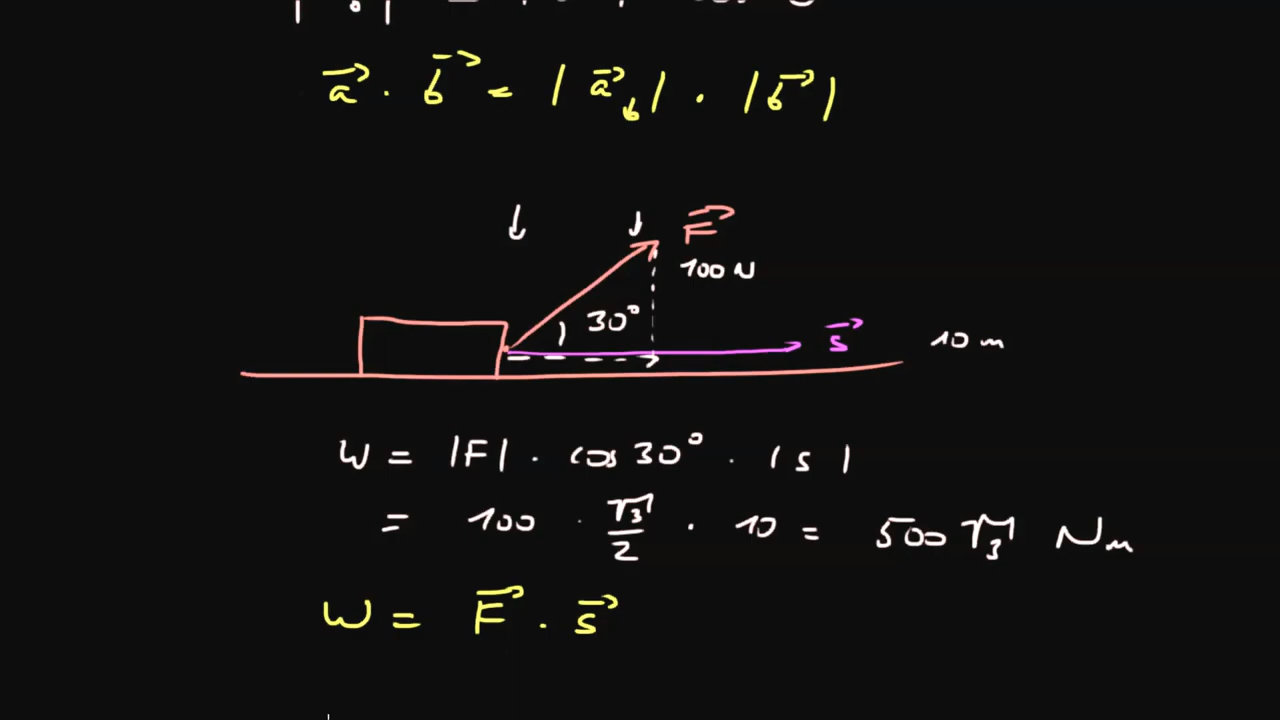 a⃗ · b⃗ = |a⃗_b| · |b⃗|
F⃗
100 N
30°
s⃗
10 m
W = |F| · cos 30° · |s|
= 100 · √3/2 · 10 = 500 √3 Nm
W = F⃗ · s⃗